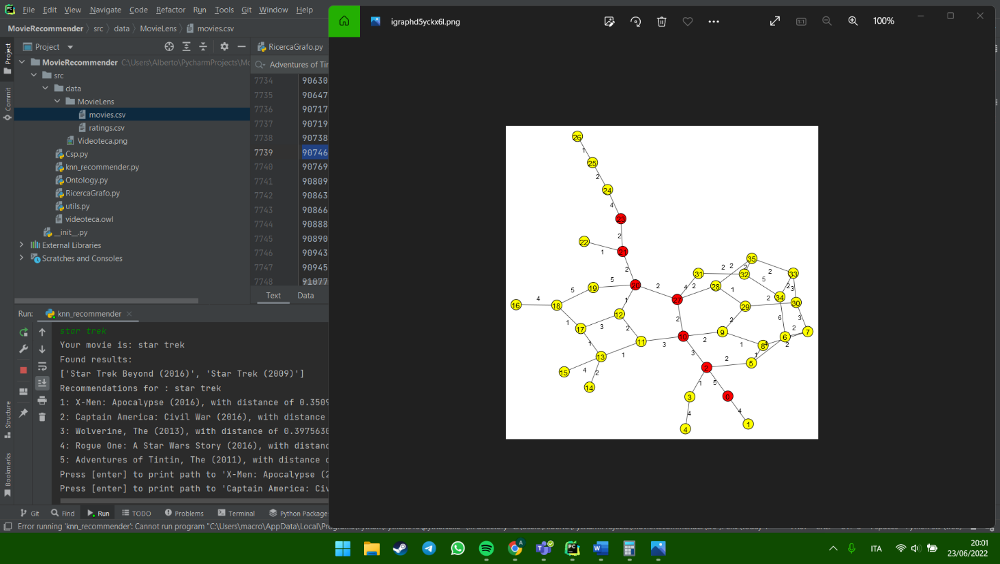 File Edit View Navigate Code Refactor Run Tools Git Window Help
igraphd5yckx6l.png
100%
MovieRecommender src data MovieLens movies.csv
Project
RicercaGrafo.py
MovieRecommender C:\Users\Alberto\PycharmProjects\Mo
Adventures of Tin
src
data
MovieLens
movies.csv
ratings.csv
Videoteca.png
Csp.py
knn_recommender.py
Ontology.py
RicercaGrafo.py
utils.py
videoteca.owl
__init__.py
External Libraries
Scratches and Consoles
Project
Commit
Structure
Bookmarks
7734 90630
7735 90647
7736 90717
7737 90719
7738 90738
7739 90746
7740 90769
7741 90809
7742 90863
7743 90866
7744 90888
7745 90890
7746 90943
7747 90945
7748 91077
Text Data
Run: knn_recommender
star trek
Your movie is: star trek
Found results:
['Star Trek Beyond (2016)', 'Star Trek (2009)']
Recommendations for : star trek
1: X-Men: Apocalypse (2016), with distance of 0.3509
2: Captain America: Civil War (2016), with distance
3: Wolverine, The (2013), with distance of 0.3975630
4: Rogue One: A Star Wars Story (2016), with distanc
5: Adventures of Tintin, The (2011), with distance o
Press [enter] to print path to 'X-Men: Apocalypse (2
Press [enter] to print path to 'Captain America: Civ
Git Find Run TODO Problems Terminal Python Package
Error running 'knn_recommender': Cannot run program "C:\Users\macro\AppData\Local\Pro
26
1
25
2
24
4
23
2
22
1
21
2
35
2 2 2
31 32 2 33
5
19 5 20 2 4 2 28 1 34 2 3
5
16 4 18 1 27 29 2 30
12
1 3 2 2 2 6 3
17 2 10 2 9 6 2 7
1 11 3 1 8 4 2
13 1 3 1
15 4 2 2 2 5
14 1 5
3 0
4 4
4 1
ITA
20:01
23/06/2022